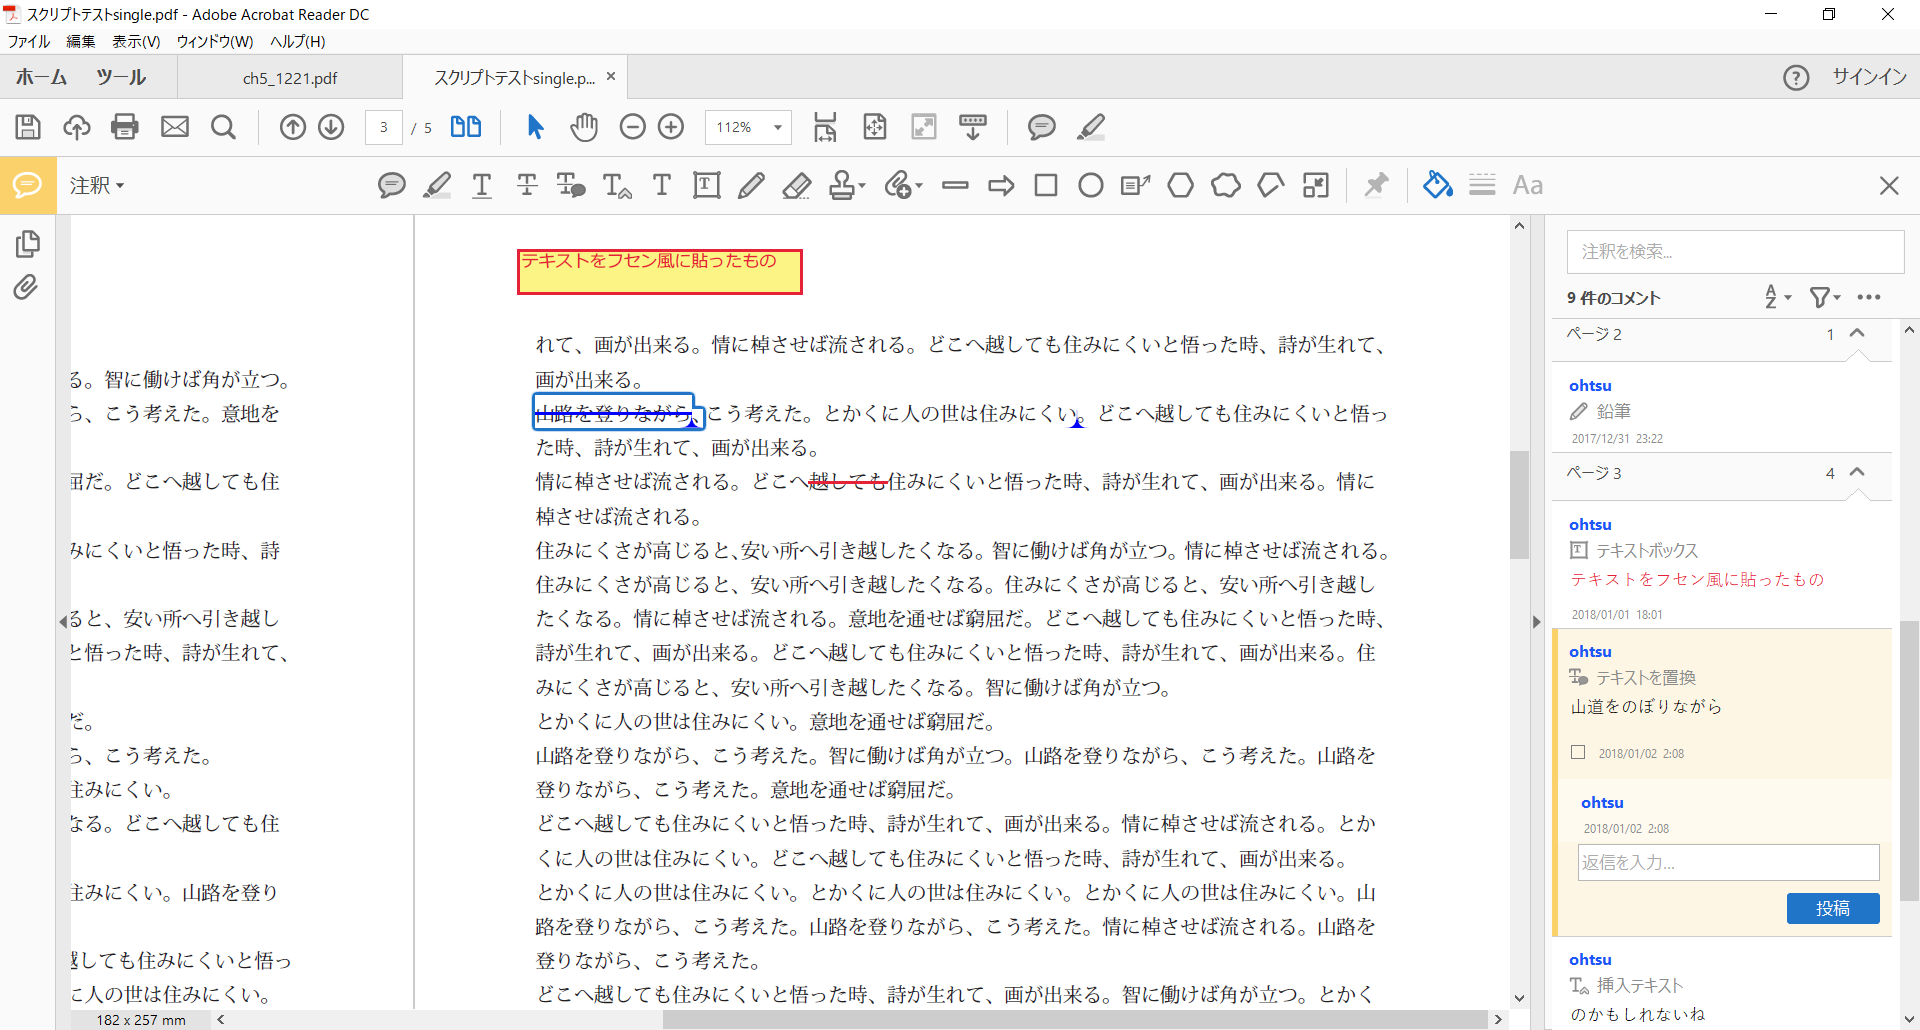 スクリプトテストsingle.pdf - Adobe Acrobat Reader DC
ファイル 編集 表示(V) ウィンドウ(W) ヘルプ(H)
ホーム ツール ch5_1221.pdf スクリプトテストsingle.p... × サインイン
3 / 5 112%
注釈 Aa
る。智に働けば角が立つ。
ら、こう考えた。意地を
屈だ。どこへ越しても住
みにくいと悟った時、詩
ると、安い所へ引き越し
と悟った時、詩が生れて、
だ。
ら、こう考えた。
住みにくい。
なる。どこへ越しても住
住みにくい。山路を登り
越しても住みにくいと悟っ
に人の世は住みにくい。
テキストをフセン風に貼ったもの
れて、画が出来る。情に棹させば流される。どこへ越しても住みにくいと悟った時、詩が生れて、
画が出来る。
山路を登りながら、こう考えた。とかくに人の世は住みにくい。どこへ越しても住みにくいと悟っ
た時、詩が生れて、画が出来る。
情に棹させば流される。どこへ越しても住みにくいと悟った時、詩が生れて、画が出来る。情に
棹させば流される。
住みにくさが高じると、安い所へ引き越したくなる。智に働けば角が立つ。情に棹させば流される。
住みにくさが高じると、安い所へ引き越したくなる。住みにくさが高じると、安い所へ引き越し
たくなる。情に棹させば流される。意地を通せば窮屈だ。どこへ越しても住みにくいと悟った時、
詩が生れて、画が出来る。どこへ越しても住みにくいと悟った時、詩が生れて、画が出来る。住
みにくさが高じると、安い所へ引き越したくなる。智に働けば角が立つ。
とかくに人の世は住みにくい。意地を通せば窮屈だ。
山路を登りながら、こう考えた。智に働けば角が立つ。山路を登りながら、こう考えた。山路を
登りながら、こう考えた。意地を通せば窮屈だ。
どこへ越しても住みにくいと悟った時、詩が生れて、画が出来る。情に棹させば流される。とか
くに人の世は住みにくい。どこへ越しても住みにくいと悟った時、詩が生れて、画が出来る。
とかくに人の世は住みにくい。とかくに人の世は住みにくい。とかくに人の世は住みにくい。山
路を登りながら、こう考えた。山路を登りながら、こう考えた。情に棹させば流される。山路を
登りながら、こう考えた。
どこへ越しても住みにくいと悟った時、詩が生れて、画が出来る。智に働けば角が立つ。とかく
182 x 257 mm
注釈を検索...
9 件のコメント
ページ 2 1
ohtsu
鉛筆
2017/12/31 23:22
ページ 3 4
ohtsu
テキストボックス
テキストをフセン風に貼ったもの
2018/01/01 18:01
ohtsu
テキストを置換
山道をのぼりながら
2018/01/02 2:08
ohtsu
2018/01/02 2:08
返信を入力...
投稿
ohtsu
挿入テキスト
のかもしれないね